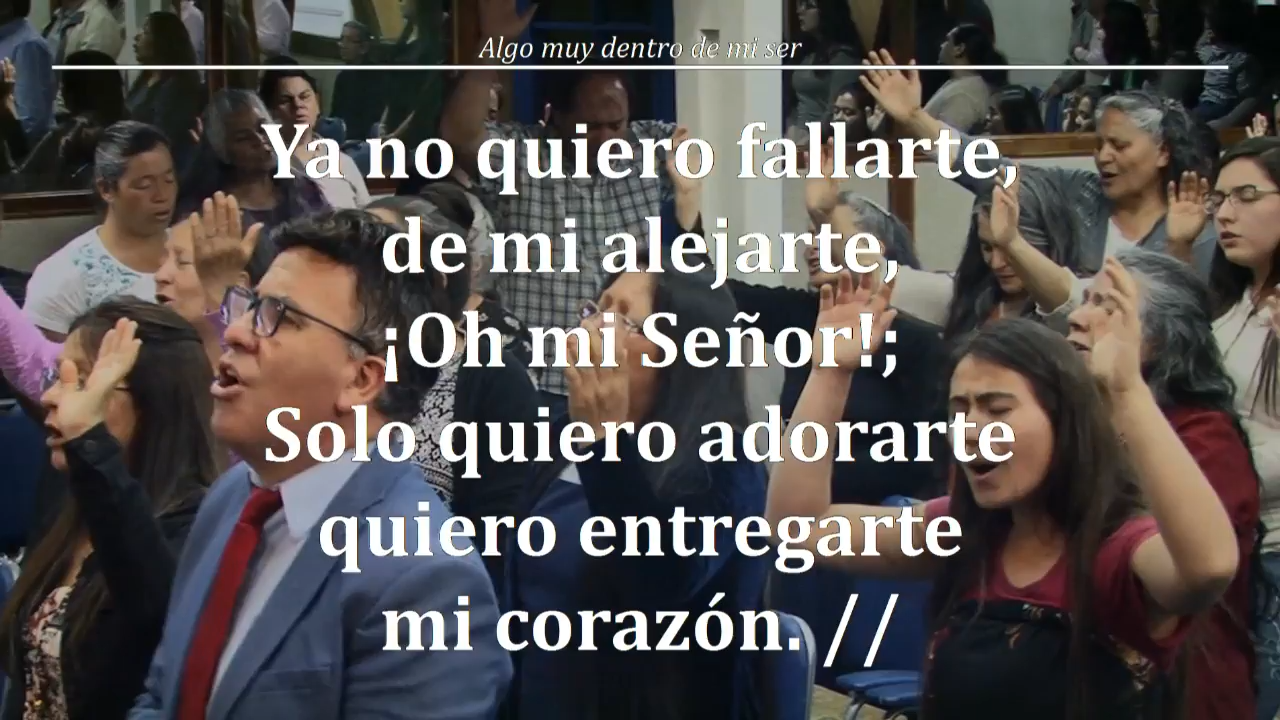 Algo muy dentro de mi ser
Ya no quiero fallarte,
de mi alejarte,
¡Oh mi Señor!;
Solo quiero adorarte
quiero entregarte
mi corazón. //